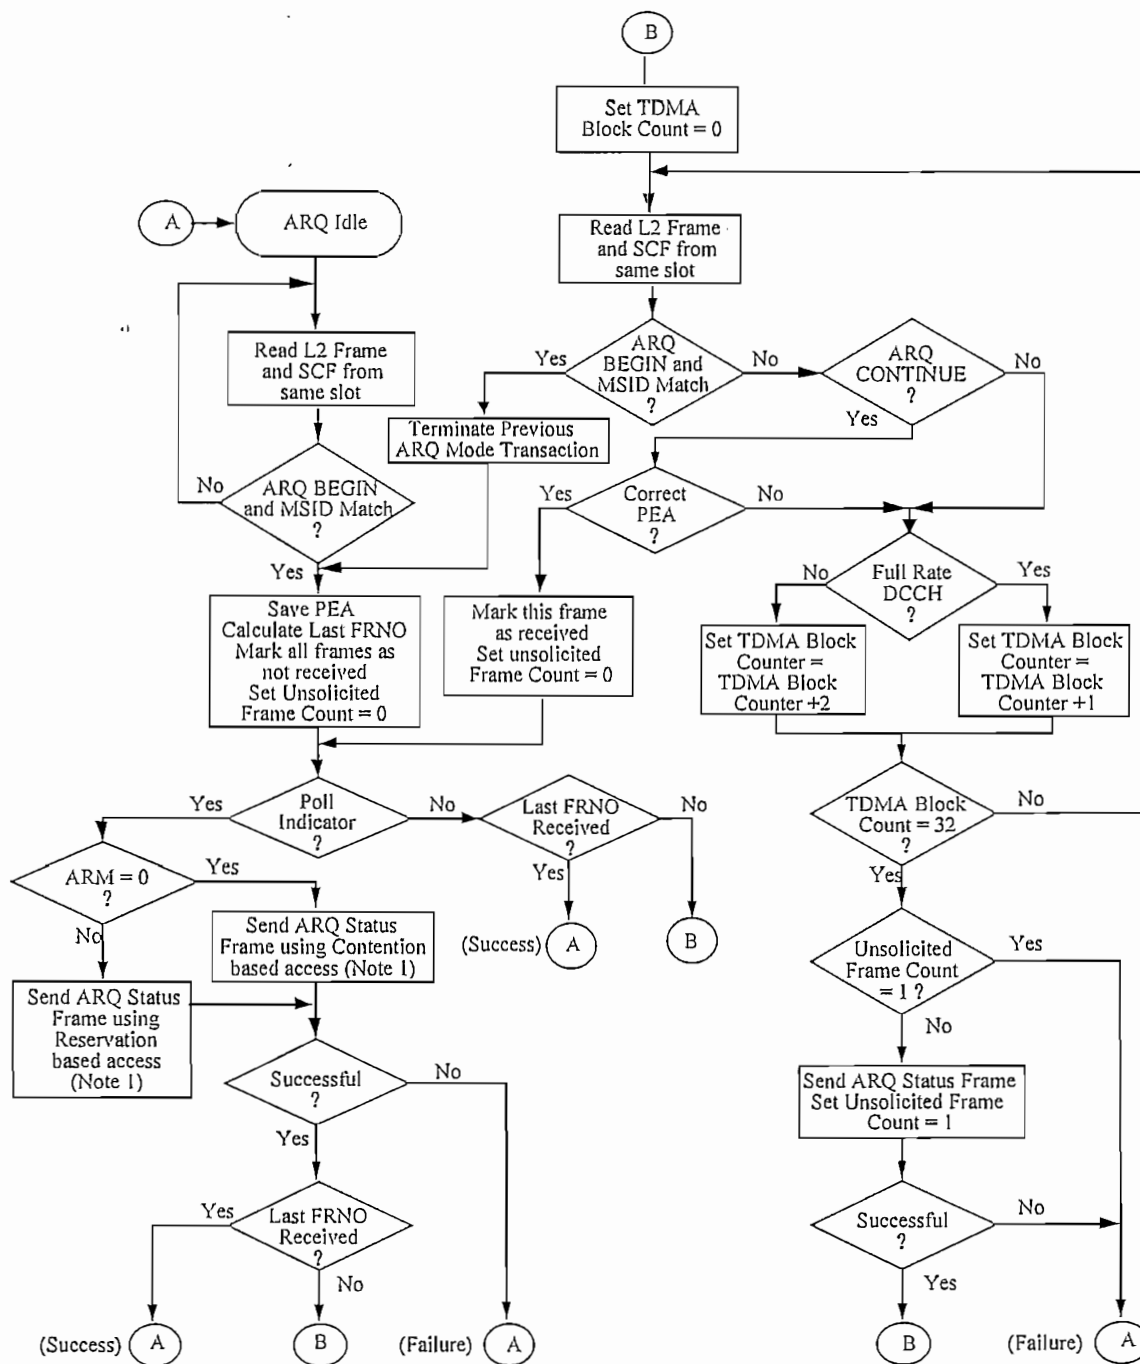 B
Set TDMA
Block Count = 0
A
ARQ Idle
Read L2 Frame
and SCF from
same slot
Read L2 Frame
and SCF from
same slot
ARQ
BEGIN and
MSID Match
?
Yes
No
ARQ
CONTINUE
?
No
Yes
Terminate Previous
ARQ Mode Transaction
ARQ BEGIN
and MSID Match
?
No
Yes
Correct
PEA
?
Yes
No
Full Rate
DCCH
?
No
Yes
Save PEA
Calculate Last FRNO
Mark all frames as
not received
Set Unsolicited
Frame Count = 0
Mark this frame
as received
Set unsolicited
Frame Count = 0
Set TDMA Block
Counter =
TDMA Block
Counter +2
Set TDMA Block
Counter =
TDMA Block
Counter +1
Poll
Indicator
?
Yes
No
Last FRNO
Received
?
No
Yes
TDMA Block
Count = 32
?
No
Yes
ARM = 0
?
Yes
No
Send ARQ Status
Frame using Contention
based access (Note 1)
(Success)
A
B
Unsolicited
Frame Count
= 1 ?
Yes
No
Send ARQ Status
Frame using
Reservation
based access
(Note 1)
Successful
?
No
Yes
Send ARQ Status Frame
Set Unsolicited Frame
Count = 1
Last FRNO
Received
?
Yes
No
Successful
?
No
Yes
(Success)
A
B
(Failure)
A
B
(Failure)
A